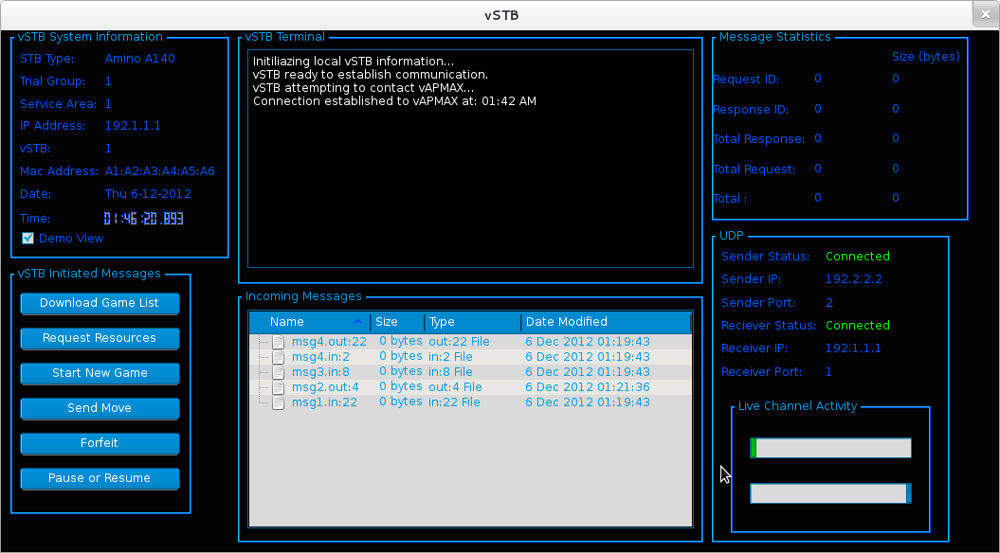 vSTB
vSTB System Information
STB Type: Amino A140
Trial Group: 1
Service Area: 1
IP Address: 192.1.1.1
vSTB: 1
Mac Address: A1:A2:A3:A4:A5:A6
Date: Thu 6-12-2012
Time: 01:46:20.893
Demo View
vSTB Initiated Messages
Download Game List
Request Resources
Start New Game
Send Move
Forfeit
Pause or Resume
vSTB Terminal
Initiliazing local vSTB information...
vSTB ready to establish communication.
vSTB attempting to contact vAPMAX...
Connection established to vAPMAX at: 01:42 AM
Incoming Messages
Name Size Type Date Modified
msg4.out:22 0 bytes out:22 File 6 Dec 2012 01:19:43
msg4.in:2 0 bytes in:2 File 6 Dec 2012 01:19:43
msg3.in:8 0 bytes in:8 File 6 Dec 2012 01:19:43
msg2.out:4 0 bytes out:4 File 6 Dec 2012 01:21:36
msg1.in:22 0 bytes in:22 File 6 Dec 2012 01:19:43
Message Statistics
Size (bytes)
Request ID: 0 0
Response ID: 0 0
Total Response: 0 0
Total Request: 0 0
Total : 0 0
UDP
Sender Status: Connected
Sender IP: 192.2.2.2
Sender Port: 2
Reciever Status: Connected
Receiver IP: 192.1.1.1
Receiver Port: 1
Live Channel Activity